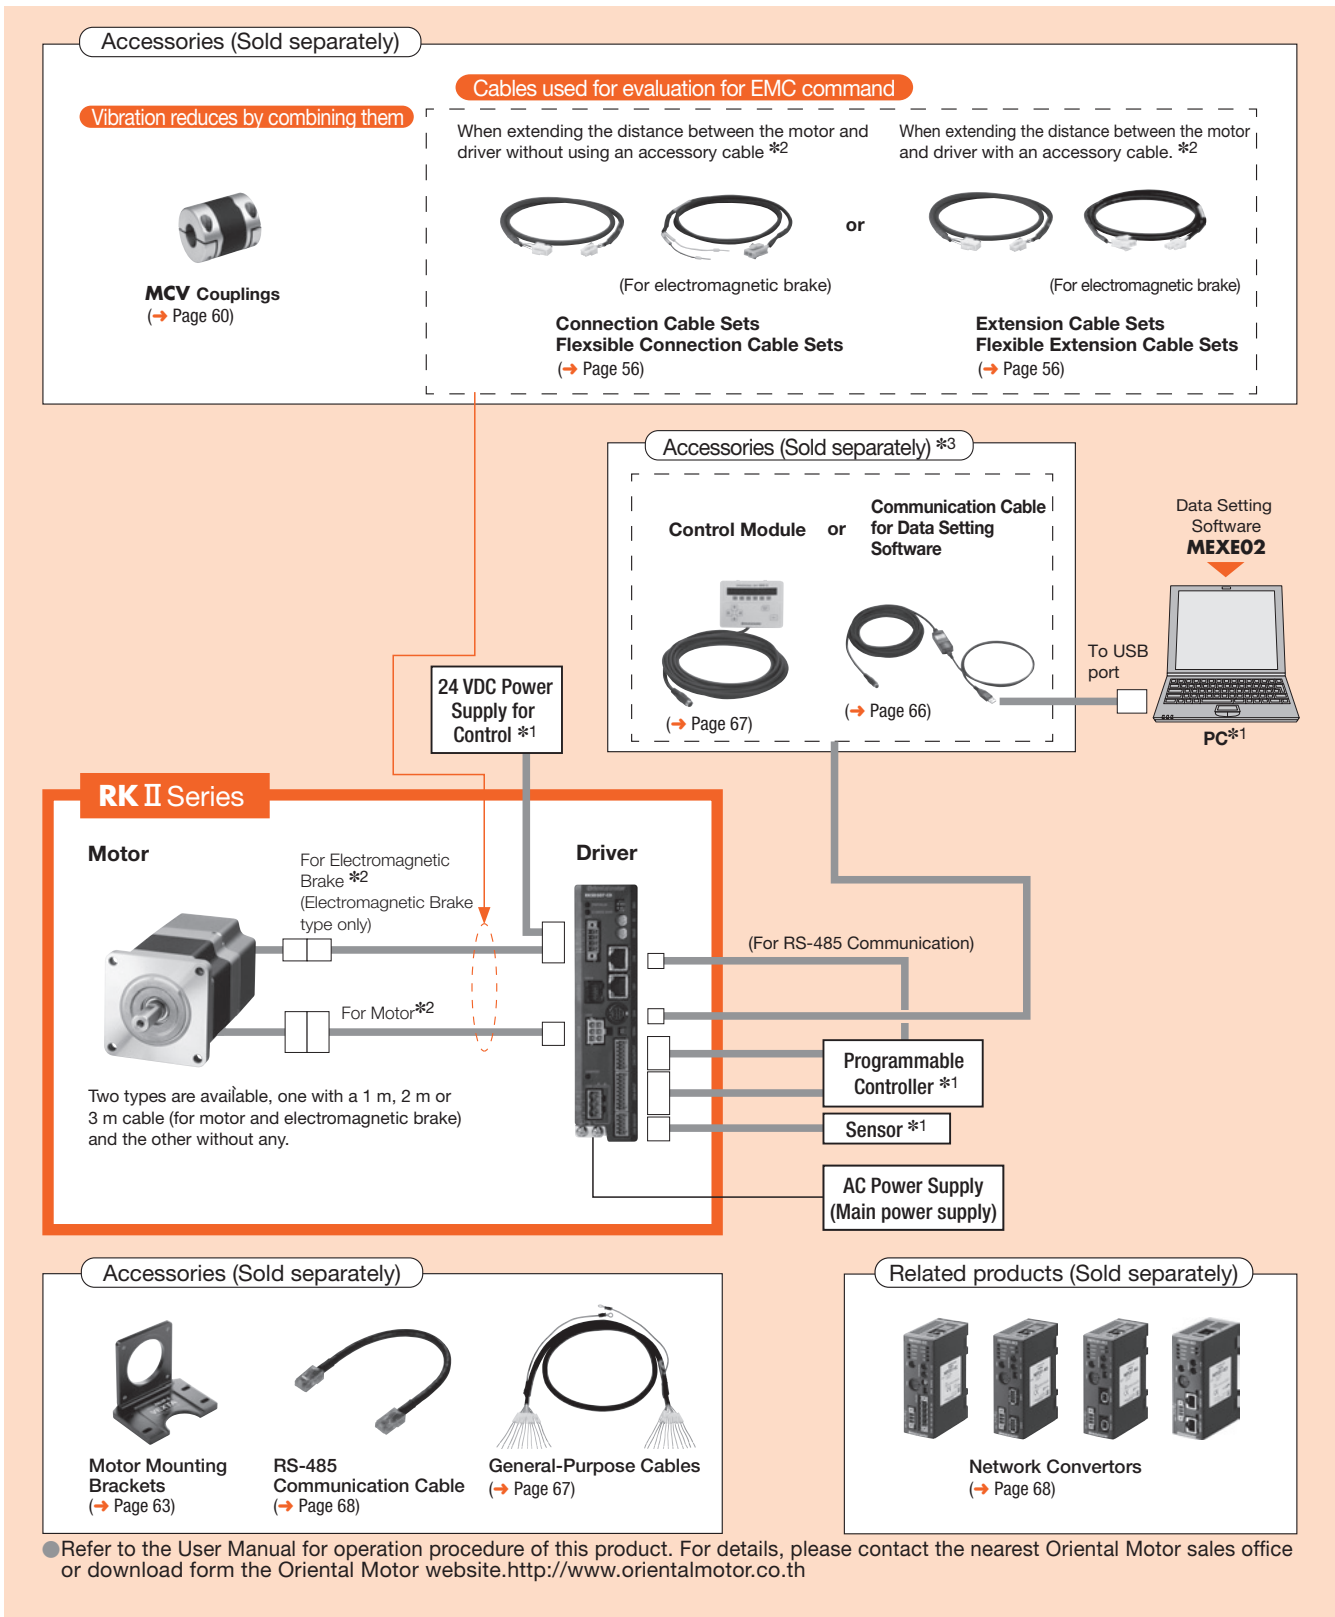 Accessories (Sold separately)
Vibration reduces by combining them
MCV Couplings
(➜ Page 60)
Cables used for evaluation for EMC command
When extending the distance between the motor and
driver without using an accessory cable ✻2
(For electromagnetic brake)
Connection Cable Sets
Flexsible Connection Cable Sets
(➜ Page 56)
or
When extending the distance between the motor
and driver with an accessory cable. ✻2
(For electromagnetic brake)
Extension Cable Sets
Flexible Extension Cable Sets
(➜ Page 56)
Accessories (Sold separately) ✻3
Control Module
(➜ Page 67)
or
Communication Cable
for Data Setting
Software
(➜ Page 66)
To USB
port
Data Setting
Software
MEXE02
PC✻1
24 VDC Power
Supply for
Control ✻1
RK II Series
Motor
For Electromagnetic
Brake ✻2
(Electromagnetic Brake
type only)
For Motor✻2
Two types are available, one with a 1 m, 2 m or
3 m cable (for motor and electromagnetic brake)
and the other without any.
Driver
(For RS-485 Communication)
Programmable
Controller ✻1
Sensor ✻1
AC Power Supply
(Main power supply)
Accessories (Sold separately)
Motor Mounting
Brackets
(➜ Page 63)
RS-485
Communication Cable
(➜ Page 68)
General-Purpose Cables
(➜ Page 67)
Related products (Sold separately)
Network Convertors
(➜ Page 68)
●Refer to the User Manual for operation procedure of this product. For details, please contact the nearest Oriental Motor sales office
or download form the Oriental Motor website.http://www.orientalmotor.co.th